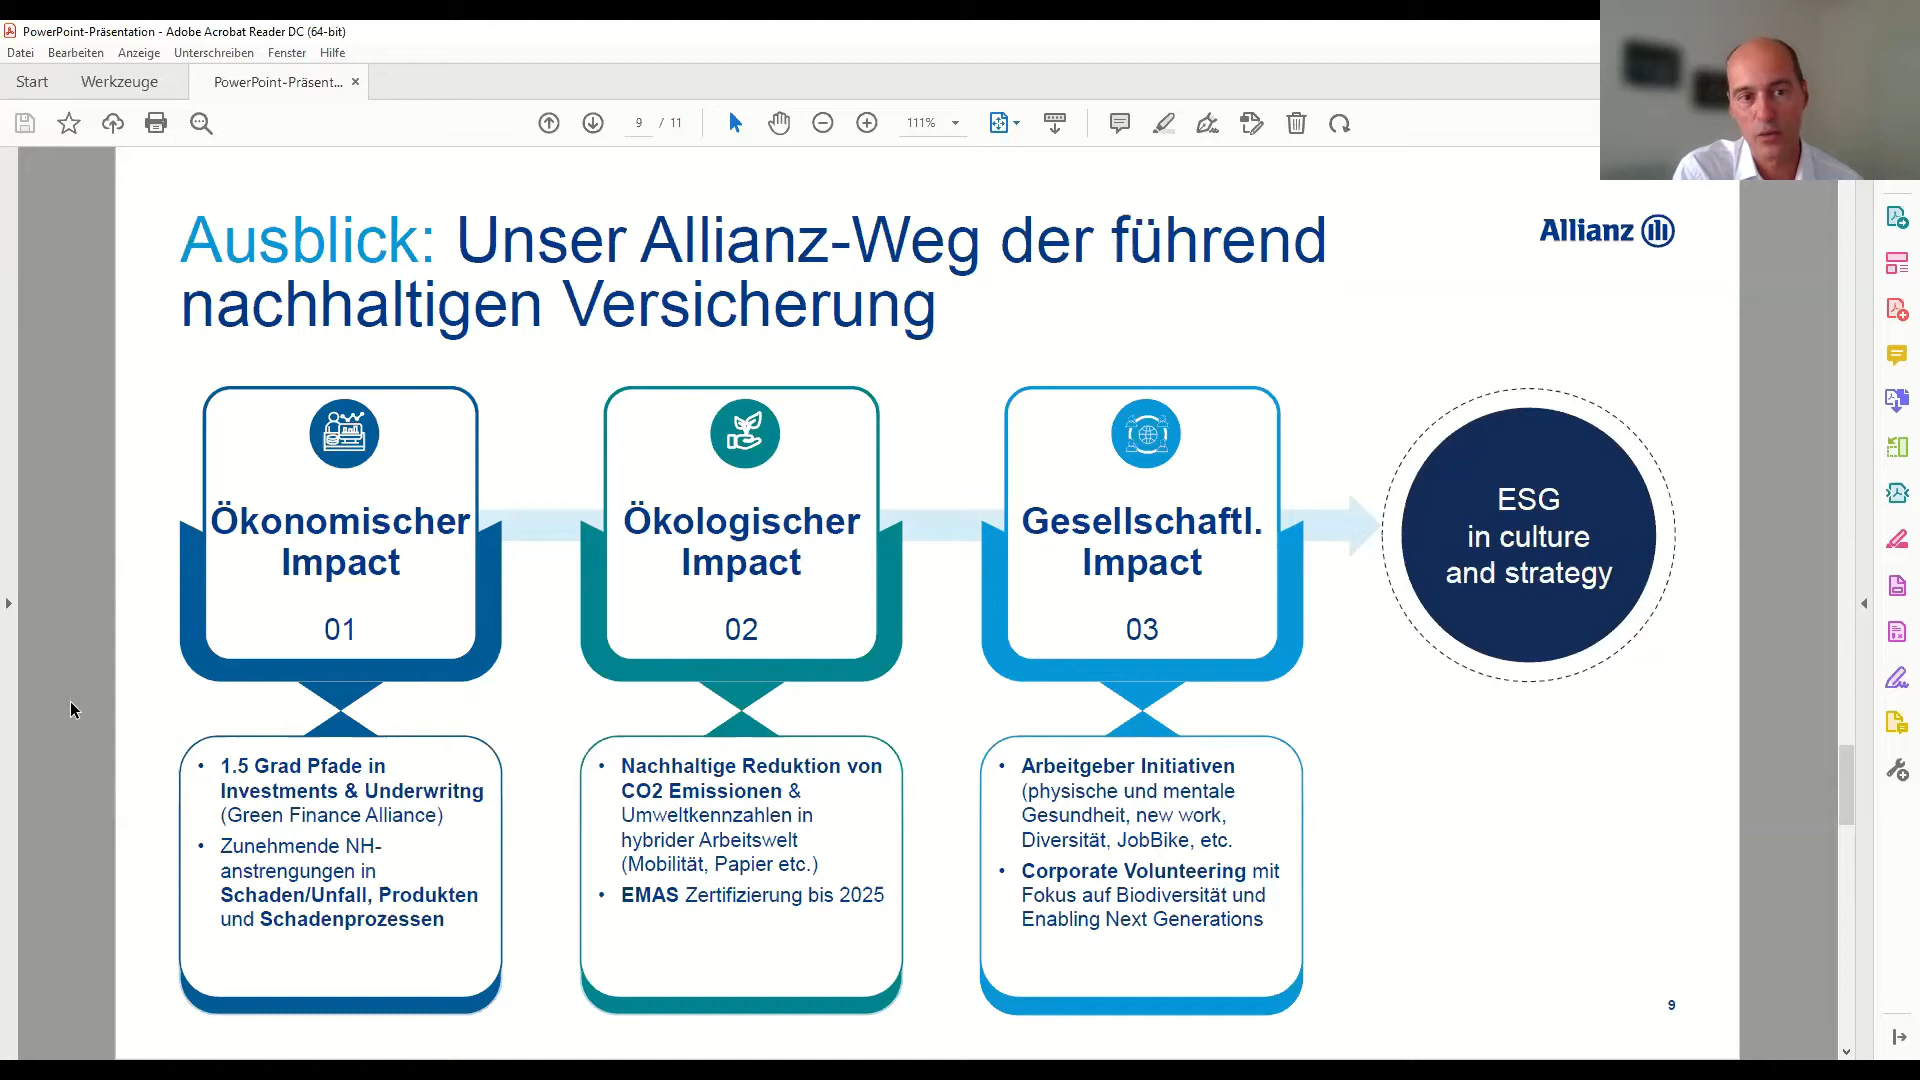 PowerPoint-Präsentation - Adobe Acrobat Reader DC (64-bit)
Datei Bearbeiten Anzeige Unterschreiben Fenster Hilfe
Start Werkzeuge PowerPoint-Präsent... ×
9 / 11 111%
Ausblick: Unser Allianz-Weg der führend
nachhaltigen Versicherung
Allianz
Ökonomischer
Impact
01
Ökologischer
Impact
02
Gesellschaftl.
Impact
03
ESG
in culture
and strategy
• 1.5 Grad Pfade in
Investments & Underwritng
(Green Finance Alliance)
• Zunehmende NH-
anstrengungen in
Schaden/Unfall, Produkten
und Schadenprozessen
• Nachhaltige Reduktion von
CO2 Emissionen &
Umweltkennzahlen in
hybrider Arbeitswelt
(Mobilität, Papier etc.)
• EMAS Zertifizierung bis 2025
• Arbeitgeber Initiativen
(physische und mentale
Gesundheit, new work,
Diversität, JobBike, etc.
• Corporate Volunteering mit
Fokus auf Biodiversität und
Enabling Next Generations
9